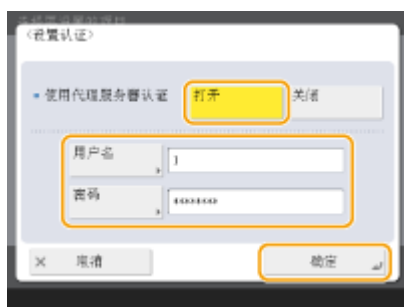 <设置认证>
使用代理服务器认证 打开 关闭
用户名 1
密码 *******
× 取消 确定